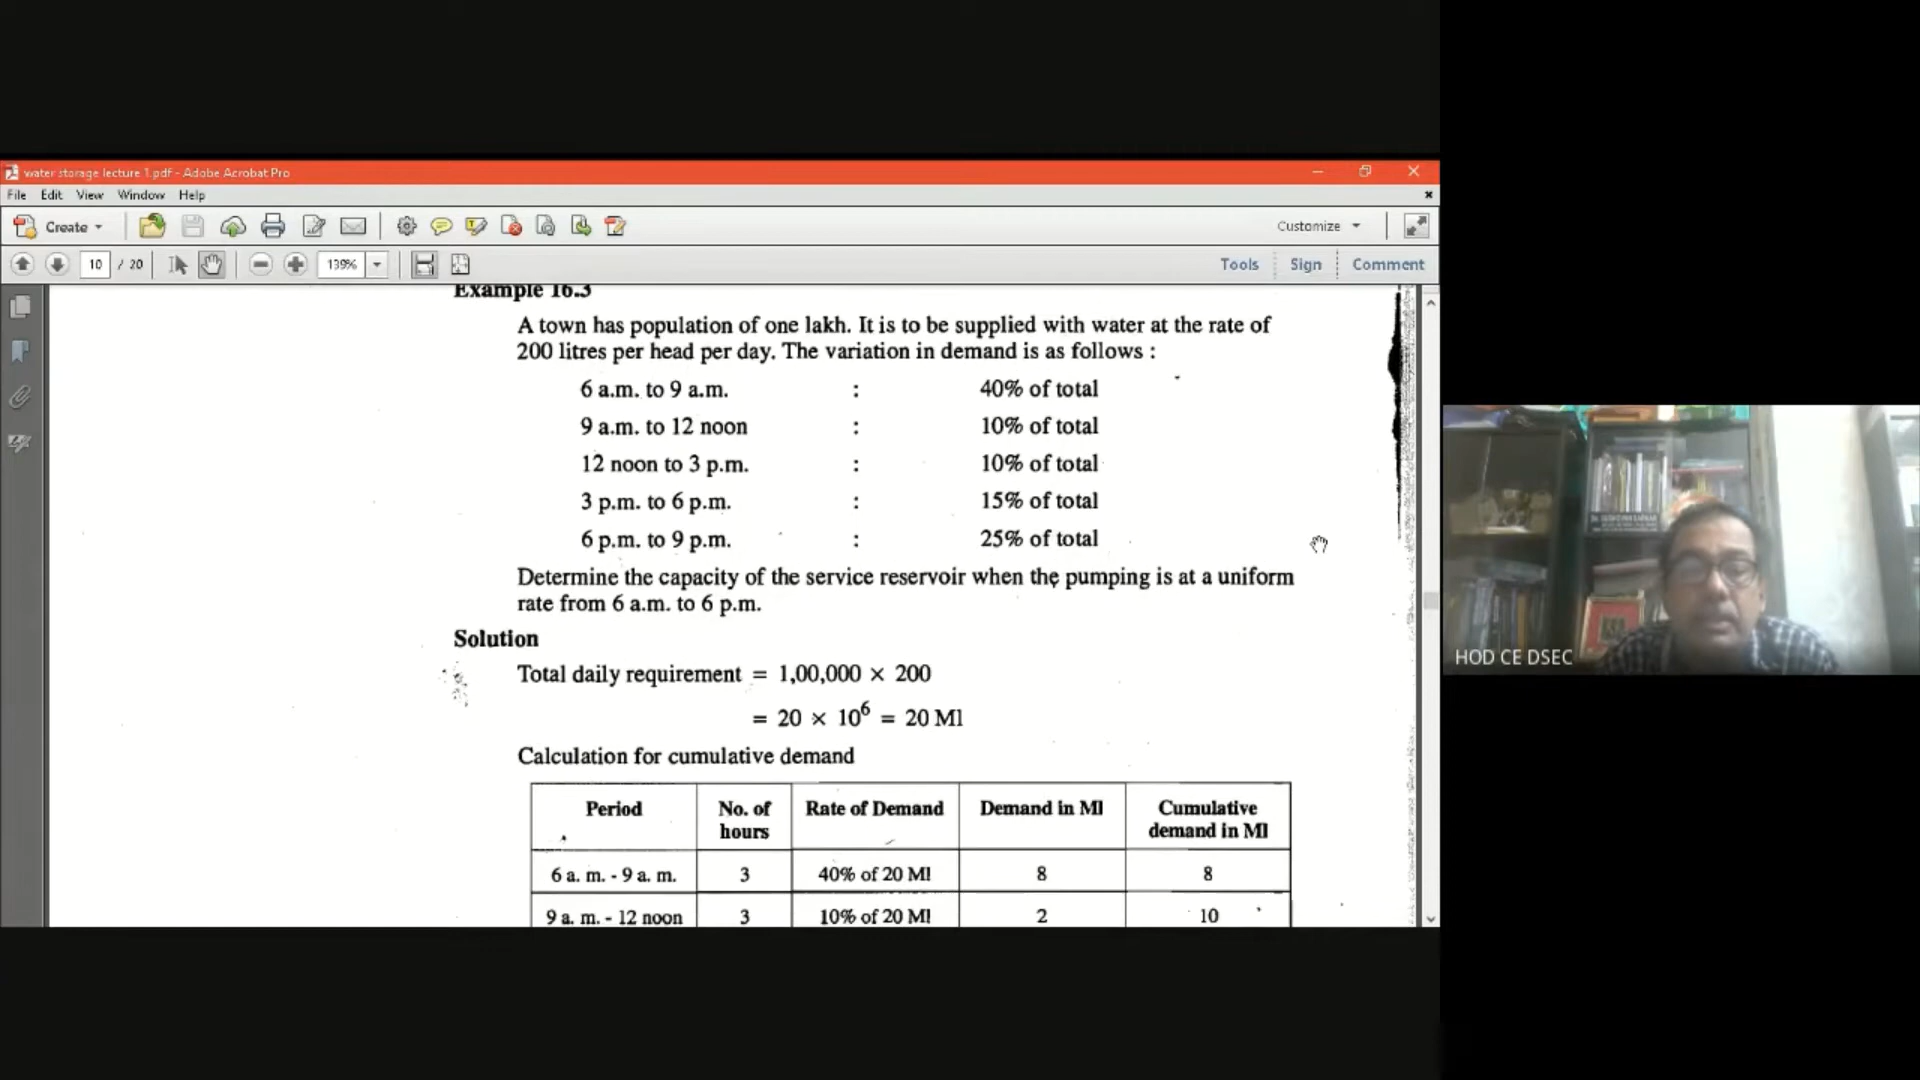 water storage lecture 1.pdf - Adobe Acrobat Pro
File Edit View Window Help
Create
Customize
10 / 20
139%
Tools Sign Comment
Example 16.3
A town has population of one lakh. It is to be supplied with water at the rate of
200 litres per head per day. The variation in demand is as follows :
6 a.m. to 9 a.m. : 40% of total
9 a.m. to 12 noon : 10% of total
12 noon to 3 p.m. : 10% of total
3 p.m. to 6 p.m. : 15% of total
6 p.m. to 9 p.m. : 25% of total
Determine the capacity of the service reservoir when the pumping is at a uniform
rate from 6 a.m. to 6 p.m.
Solution
Total daily requirement = 1,00,000 × 200
= 20 × 10⁶ = 20 Ml
Calculation for cumulative demand
Period No. of hours Rate of Demand Demand in Ml Cumulative demand in Ml
6 a. m. - 9 a. m. 3 40% of 20 Ml 8 8
9 a. m. - 12 noon 3 10% of 20 Ml 2 10
HOD CE DSEC